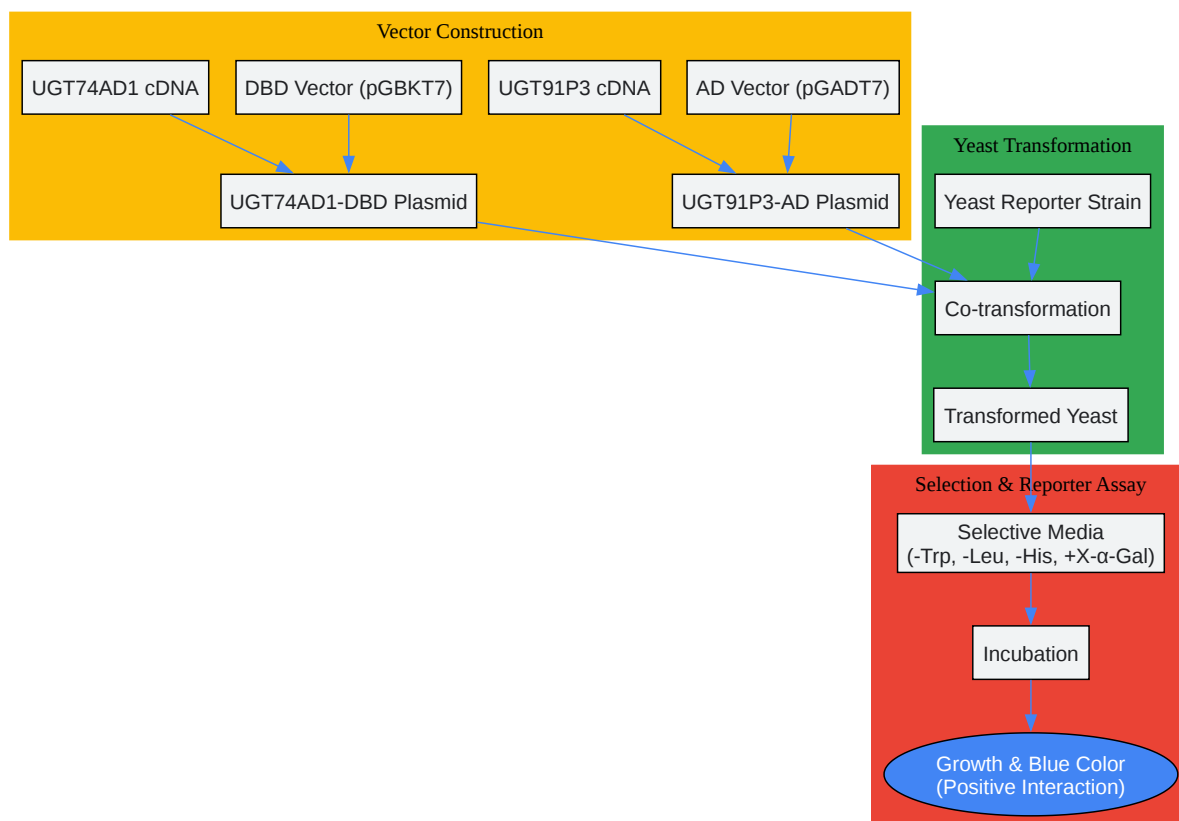 Vector Construction
UGT74AD1 cDNA
DBD Vector (pGBKT7)
UGT91P3 cDNA
AD Vector (pGADT7)
UGT74AD1-DBD Plasmid
UGT91P3-AD Plasmid
Yeast Transformation
Yeast Reporter Strain
Co-transformation
Transformed Yeast
Selection & Reporter Assay
Selective Media
(-Trp, -Leu, -His, +X-α-Gal)
Incubation
Growth & Blue Color
(Positive Interaction)